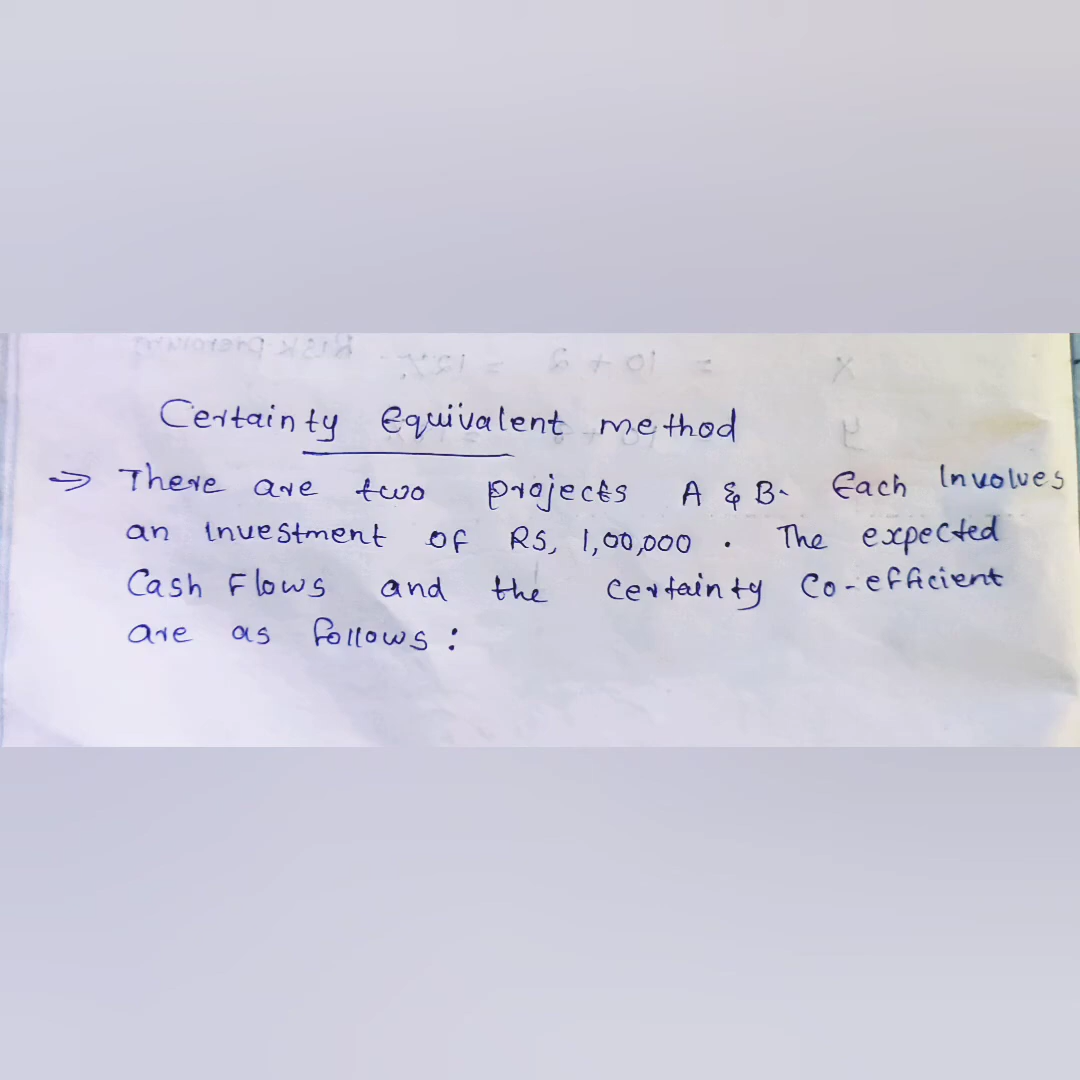 Certainty equivalent method
⇒ There are two projects A & B. Each Involves
an investment of RS, 1,00,000 . The expected
Cash Flows and the certainty Co-efficient
are as follows :